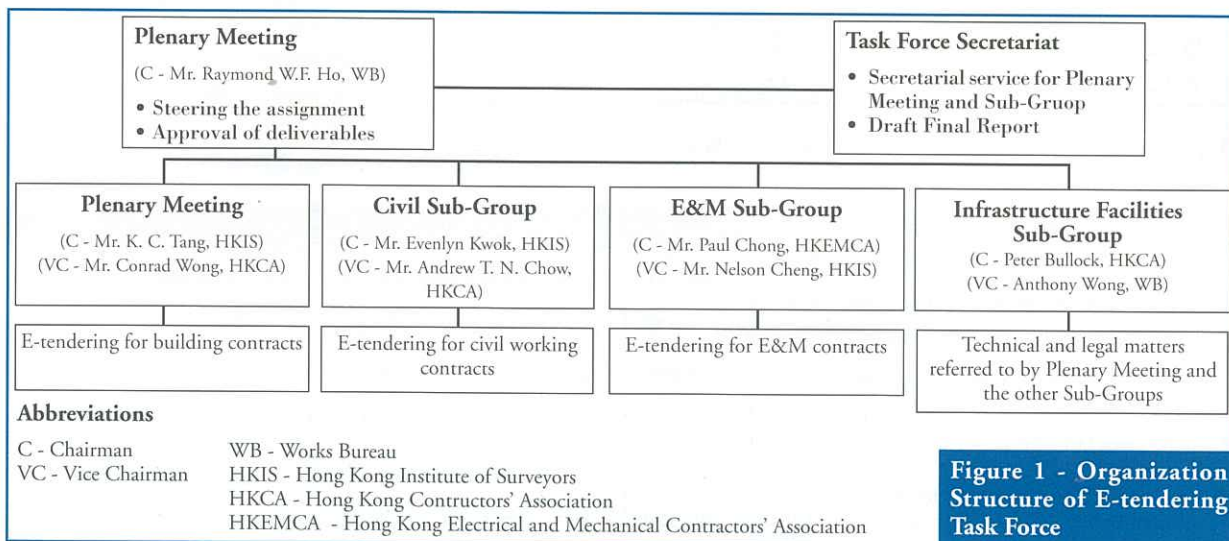 Plenary Meeting
(C - Mr. Raymond W.F. Ho, WB)
• Steering the assignment
• Approval of deliverables
Task Force Secretariat
• Secretarial service for Plenary
Meeting and Sub-Gruop
• Draft Final Report
Plenary Meeting
(C - Mr. K. C. Tang, HKIS)
(VC - Mr. Conrad Wong, HKCA)
Civil Sub-Group
(C - Mr. Evenlyn Kwok, HKIS)
(VC - Mr. Andrew T. N. Chow,
HKCA)
E&M Sub-Group
(C - Mr. Paul Chong, HKEMCA)
(VC - Mr. Nelson Cheng, HKIS)
Infrastructure Facilities
Sub-Group
(C - Peter Bullock, HKCA)
(VC - Anthony Wong, WB)
E-tendering for building contracts
E-tendering for civil working
contracts
E-tendering for E&M contracts
Technical and legal matters
referred to by Plenary Meeting and
the other Sub-Groups
Abbreviations
C - Chairman
VC - Vice Chairman
WB - Works Bureau
HKIS - Hong Kong Institute of Surveyors
HKCA - Hong Kong Contructors' Association
HKEMCA - Hong Kong Electrical and Mechanical Contractors' Association
Figure 1 - Organization
Structure of E-tendering
Task Force